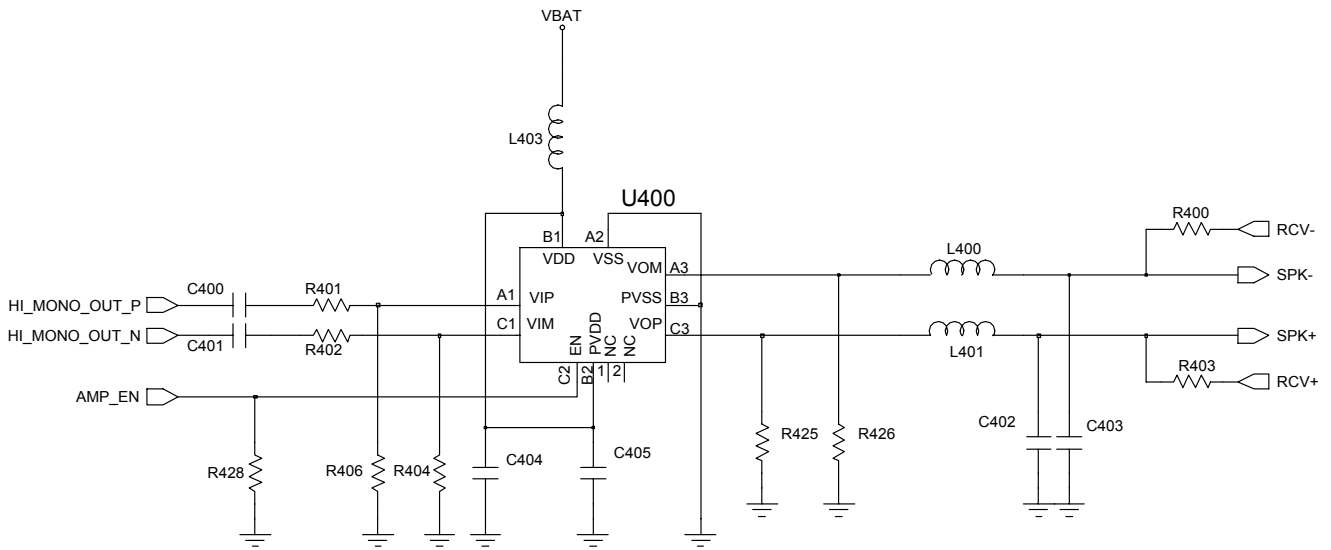 VBAT
L403
U400
B1
A2
VDD
VSS
VOM
A3
L400
R400
RCV-
SPK-
HI_MONO_OUT_P
C400
R401
A1
VIP
PVSS
B3
HI_MONO_OUT_N
C401
R402
C1
VIM
VOP
C3
L401
SPK+
R403
RCV+
EN
PVDD
NC
NC
C2
B2
1
2
AMP_EN
R428
R406
R404
C404
C405
R425
R426
C402
C403